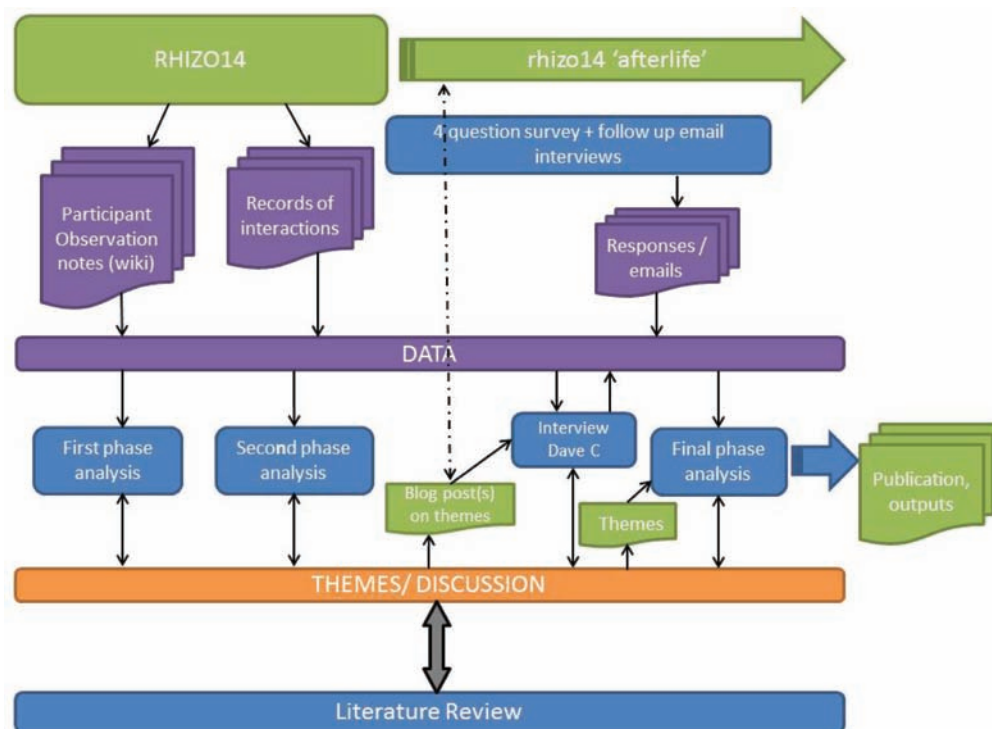 RHIZO14
rhizo14 ‘afterlife’
4 question survey + follow up email
interviews
Participant
Observation
notes (wiki)
Records of
interactions
Responses /
emails
DATA
First phase
analysis
Second phase
analysis
Interview
Dave C
Final phase
analysis
Publication,
outputs
Blog post(s)
on themes
Themes
THEMES/ DISCUSSION
Literature Review